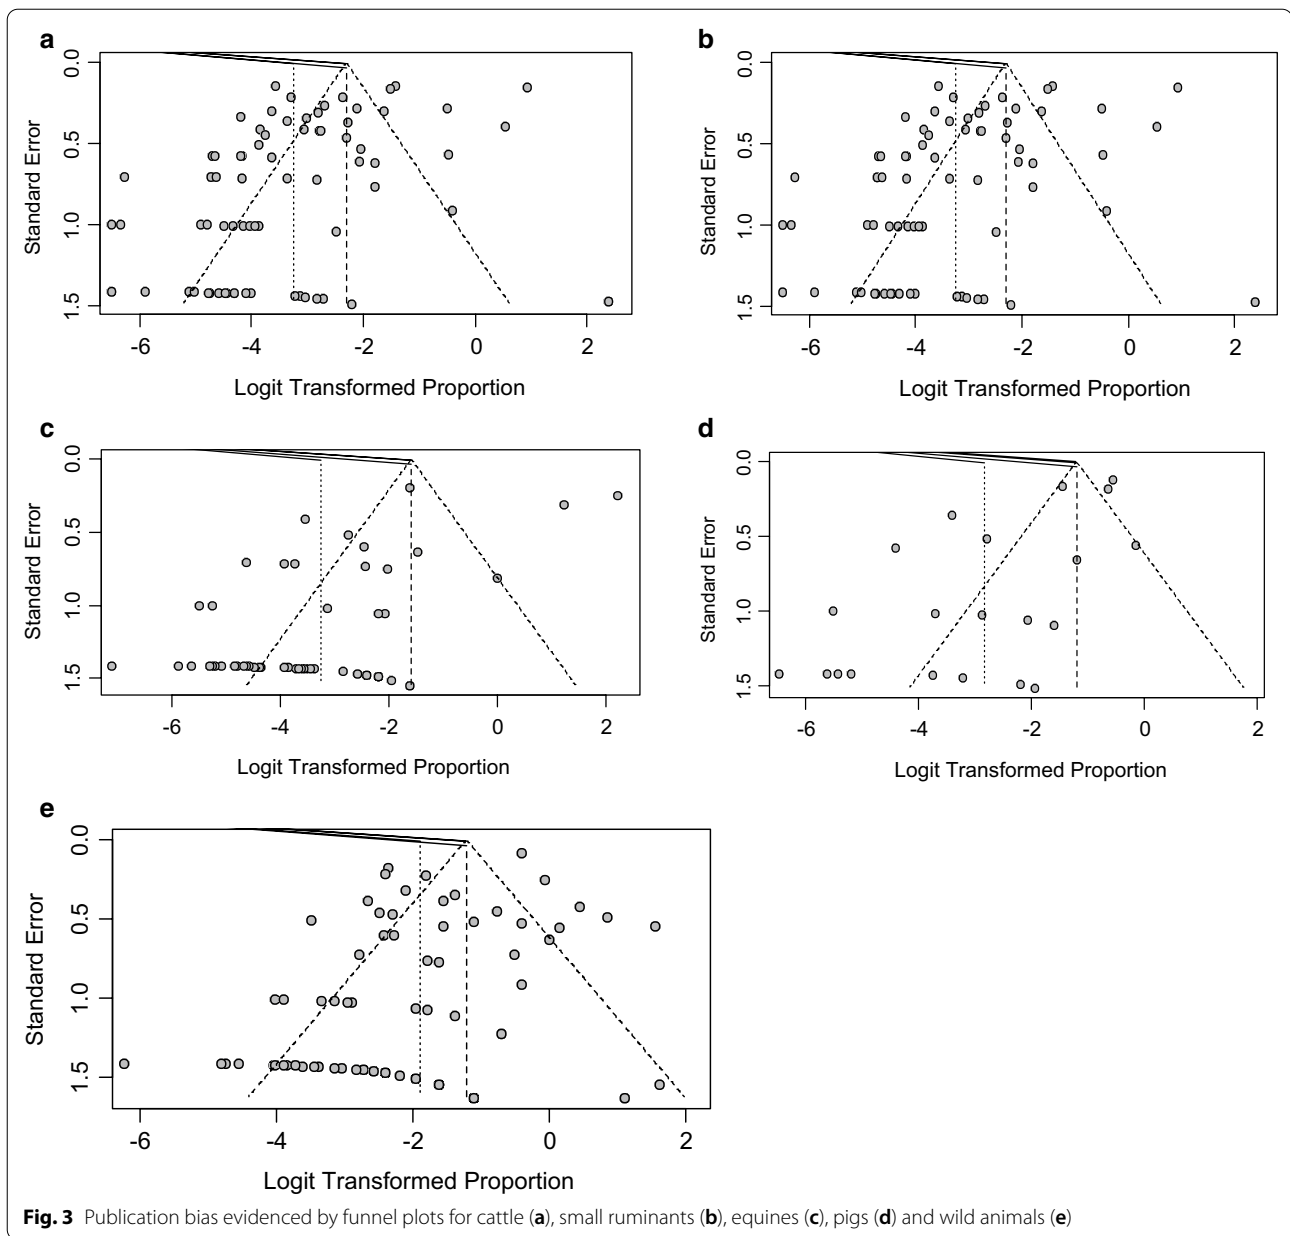 a
b
0.0
0.5
1.0
1.5
Standard Error
-6
-4
-2
0
2
Logit Transformed Proportion
0.0
0.5
1.0
1.5
Standard Error
-6
-4
-2
0
2
Logit Transformed Proportion
c
d
0.0
0.5
1.0
1.5
Standard Error
-6
-4
-2
0
2
Logit Transformed Proportion
0.0
0.5
1.0
1.5
Standard Error
-6
-4
-2
0
2
Logit Transformed Proportion
e
0.0
0.5
1.0
1.5
Standard Error
-6
-4
-2
0
2
Logit Transformed Proportion
Fig. 3 Publication bias evidenced by funnel plots for cattle (a), small ruminants (b), equines (c), pigs (d) and wild animals (e)